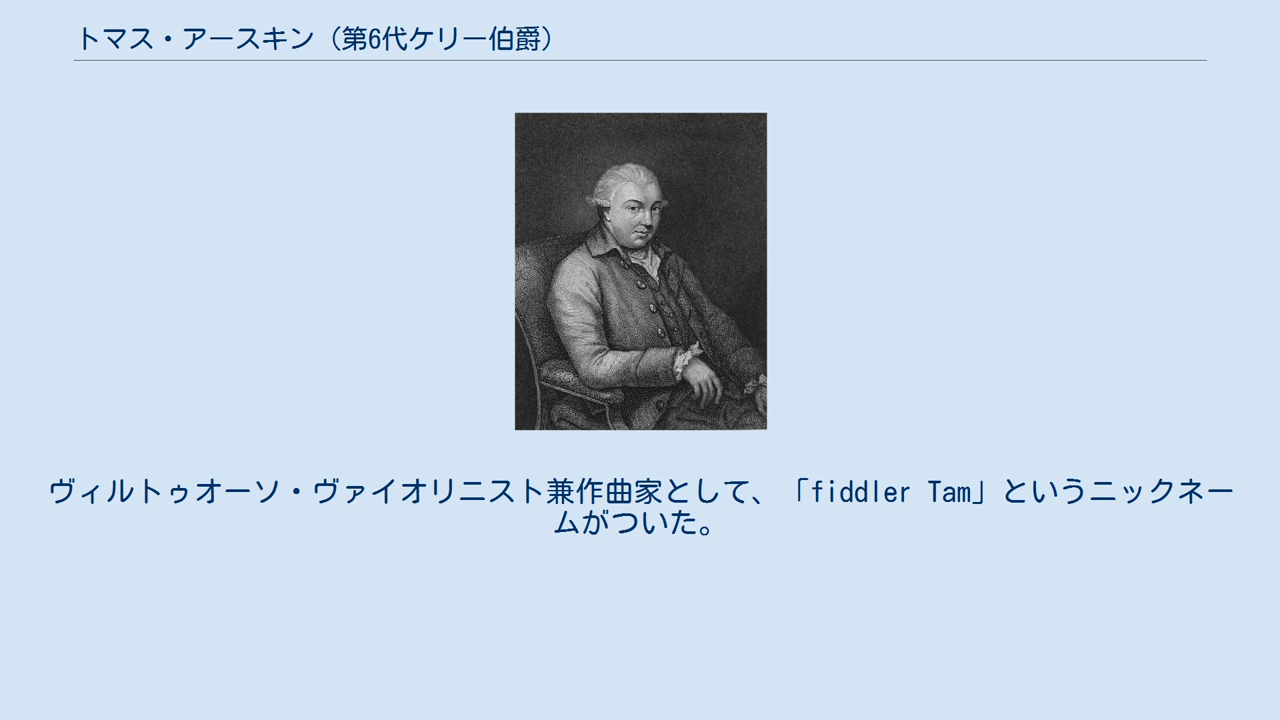 トマス・アースキン（第6代ケリー伯爵）
ヴィルトゥオーソ・ヴァイオリニスト兼作曲家として、「fiddler Tam」というニックネー
ムがついた。